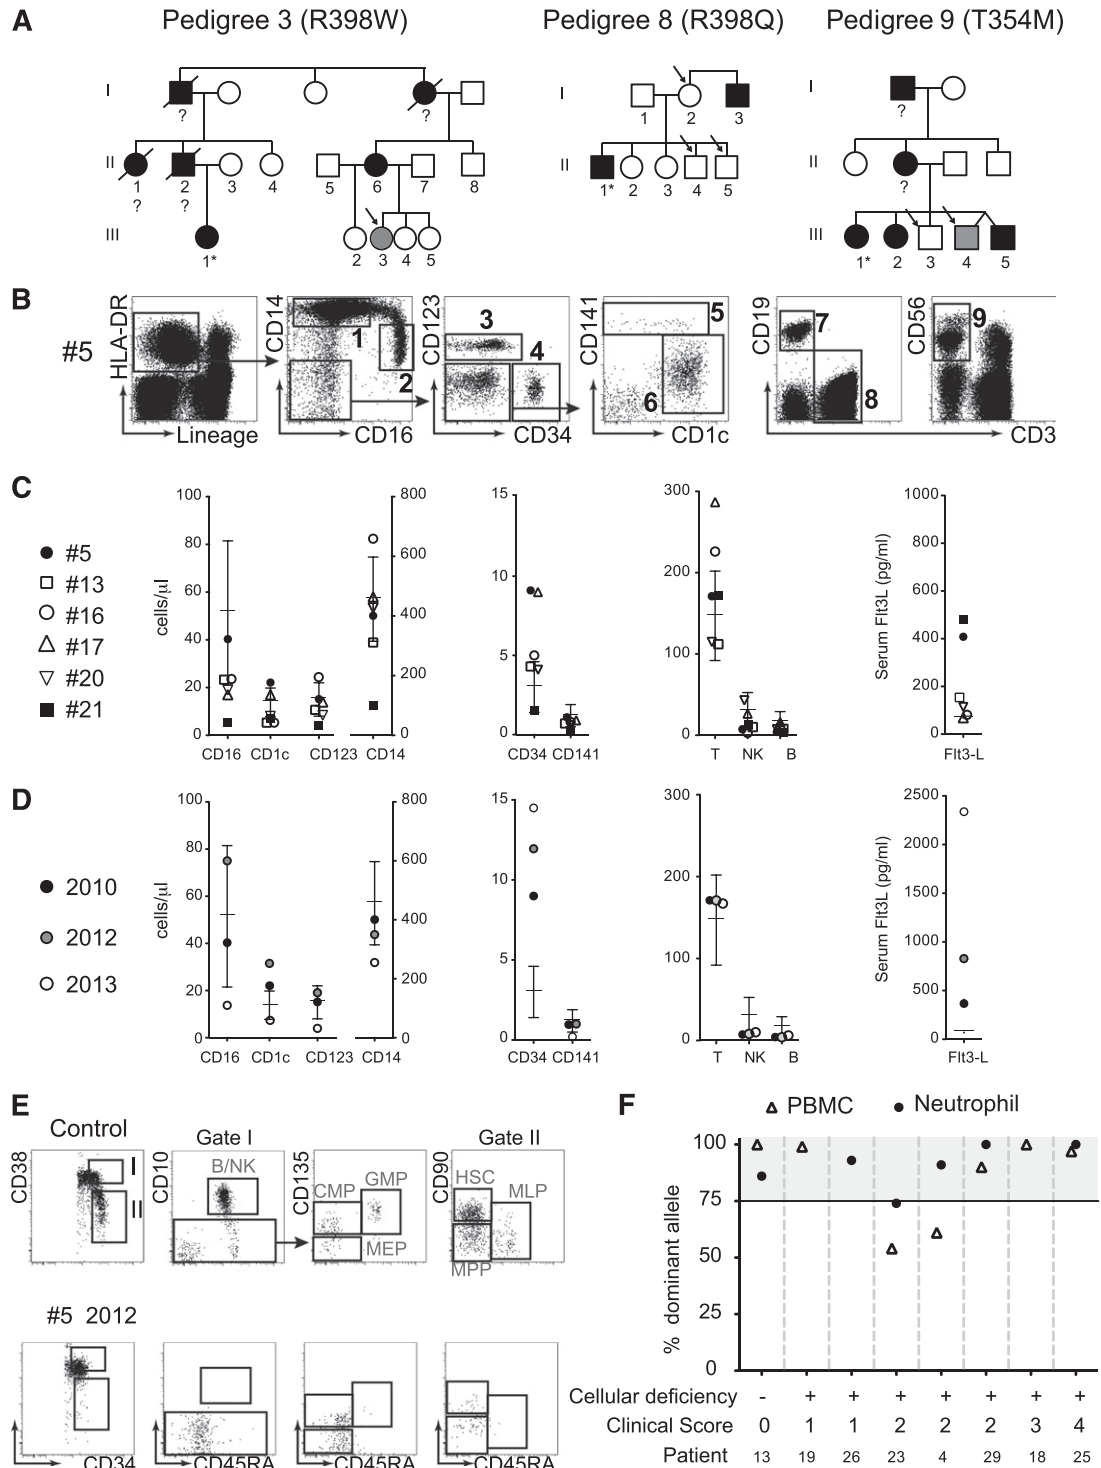 A
Pedigree 3 (R398W)
Pedigree 8 (R398Q)
Pedigree 9 (T354M)
I
?
?
I
1
2
3
I
?
II
1
?
2
?
3
4
5
6
7
8
II
1*
2
3
4
5
II
?
III
1*
2
3
4
5
III
1*
2
3
4
5
B
#5
HLA-DR
Lineage
CD14
1
2
CD16
CD123
3
4
CD34
CD141
5
6
CD1c
CD19
7
8
CD56
9
CD3
C
#5
#13
#16
#17
#20
#21
cells/µl
100
80
60
40
20
0
800
600
400
200
0
CD16
CD1c
CD123
CD14
15
10
5
0
CD34
CD141
300
200
100
0
T
NK
B
Serum Flt3L (pg/ml)
1000
800
600
400
200
0
Flt3-L
D
2010
2012
2013
cells/µl
100
80
60
40
20
0
800
600
400
200
0
CD16
CD1c
CD123
CD14
15
10
5
0
CD34
CD141
300
200
100
0
T
NK
B
Serum Flt3L (pg/ml)
2500
2000
1500
1000
500
0
Flt3-L
E
Control
Gate I
Gate II
CD38
I
II
CD10
B/NK
CD135
CMP
GMP
MEP
CD90
HSC
MLP
MPP
#5 2012
CD34
CD45RA
CD45RA
CD45RA
F
PBMC
Neutrophil
% dominant allele
100
75
50
25
0
Cellular deficiency - + + + + + + +
Clinical Score 0 1 1 2 2 2 3 4
Patient 13 19 26 23 4 29 18 25